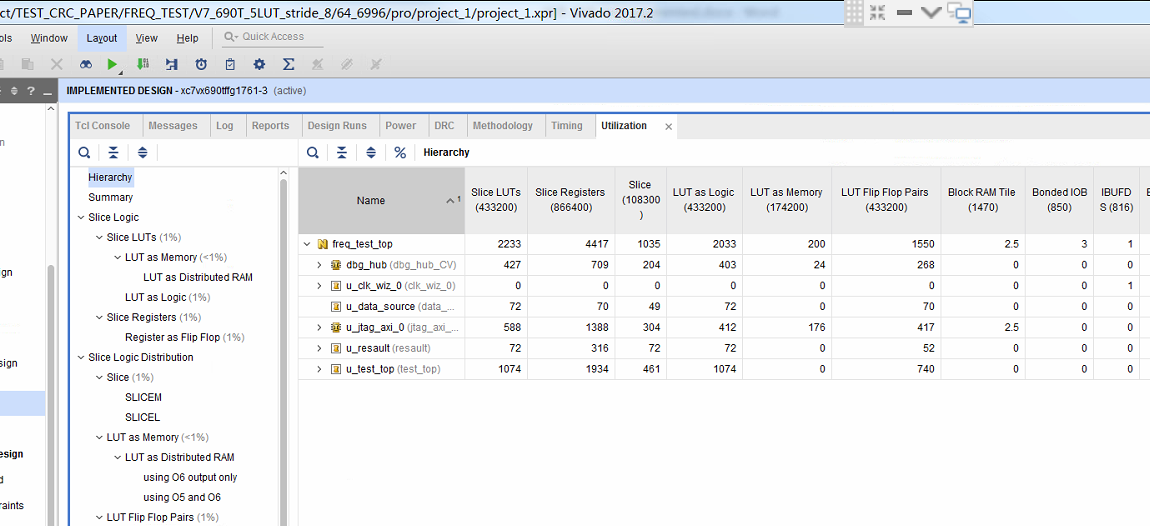 ct/TEST_CRC_PAPER/FREQ_TEST/V7_690T_5LUT_stride_8/64_6996/pro/project_1/project_1.xpr] - Vivado 2017.2
ols Window Layout View Help Quick Access
IMPLEMENTED DESIGN - xc7vx690tffg1761-3 (active)
Tcl Console Messages Log Reports Design Runs Power DRC Methodology Timing Utilization
Hierarchy
Hierarchy
Summary
Slice Logic
Slice LUTs (1%)
LUT as Memory (<1%)
LUT as Distributed RAM
LUT as Logic (1%)
Slice Registers (1%)
Register as Flip Flop (1%)
Slice Logic Distribution
Slice (1%)
SLICEM
SLICEL
LUT as Memory (<1%)
LUT as Distributed RAM
using O6 output only
using O5 and O6
LUT Flip Flop Pairs (1%)
n
ign
sign
esign
d
raints
Name 1 Slice LUTs (433200) Slice Registers (866400) Slice (108300) LUT as Logic (433200) LUT as Memory (174200) LUT Flip Flop Pairs (433200) Block RAM Tile (1470) Bonded IOB (850) IBUFDS (816)
freq_test_top 2233 4417 1035 2033 200 1550 2.5 3 1
dbg_hub (dbg_hub_CV) 427 709 204 403 24 268 0 0 0
u_clk_wiz_0 (clk_wiz_0) 0 0 0 0 0 0 0 0 1
u_data_source (data_... 72 70 49 72 0 70 0 0 0
u_jtag_axi_0 (jtag_axi_... 588 1388 304 412 176 417 2.5 0 0
u_resault (resault) 72 316 72 72 0 52 0 0 0
u_test_top (test_top) 1074 1934 461 1074 0 740 0 0 0